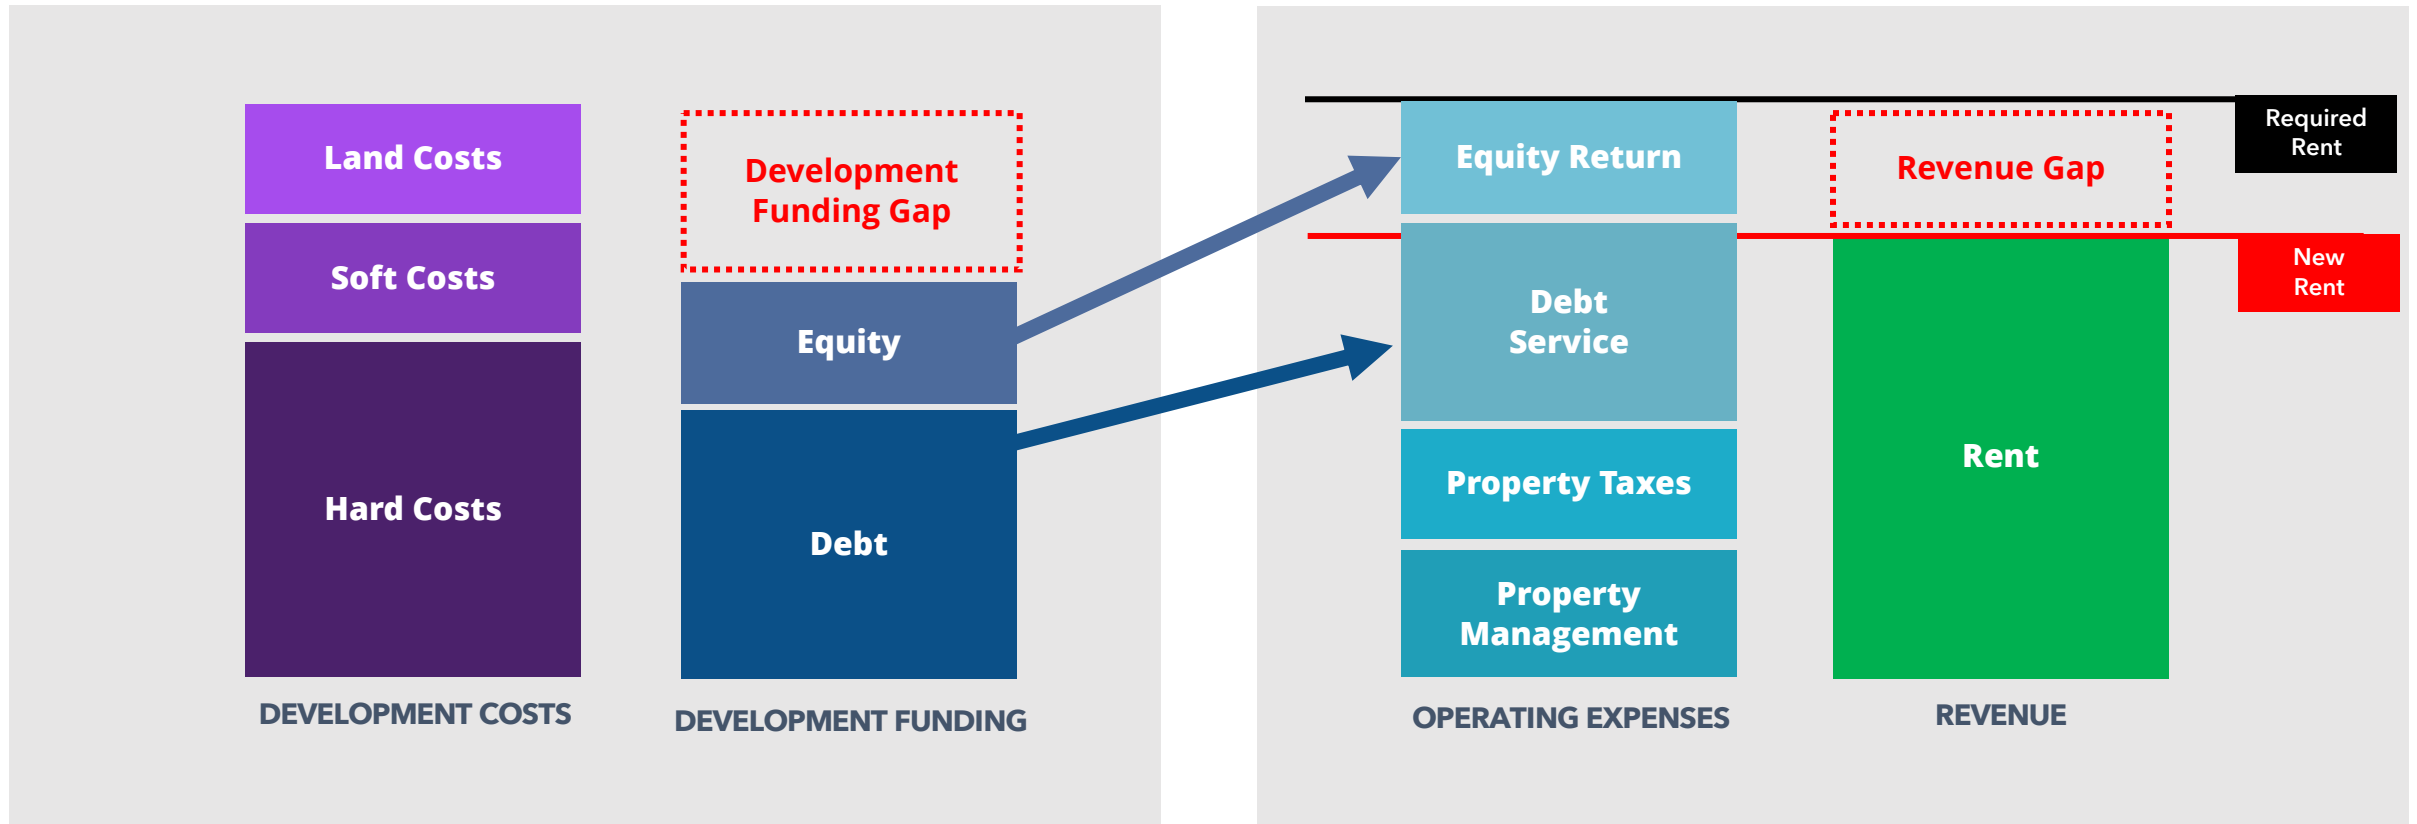 Land Costs
Soft Costs
Hard Costs
DEVELOPMENT COSTS
Development
Funding Gap
Equity
Debt
DEVELOPMENT FUNDING
Equity Return
Debt
Service
Property Taxes
Property
Management
OPERATING EXPENSES
Revenue Gap
Rent
REVENUE
Required
Rent
New
Rent